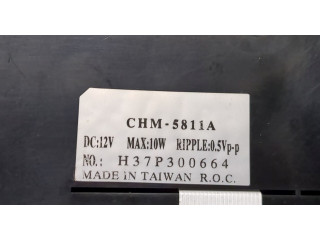 CHM-5811A
DC:12V MAX:10W RIPPLE:0.5Vp-p
NO.: H37P300664
MADE IN TAIWAN R.O.C.